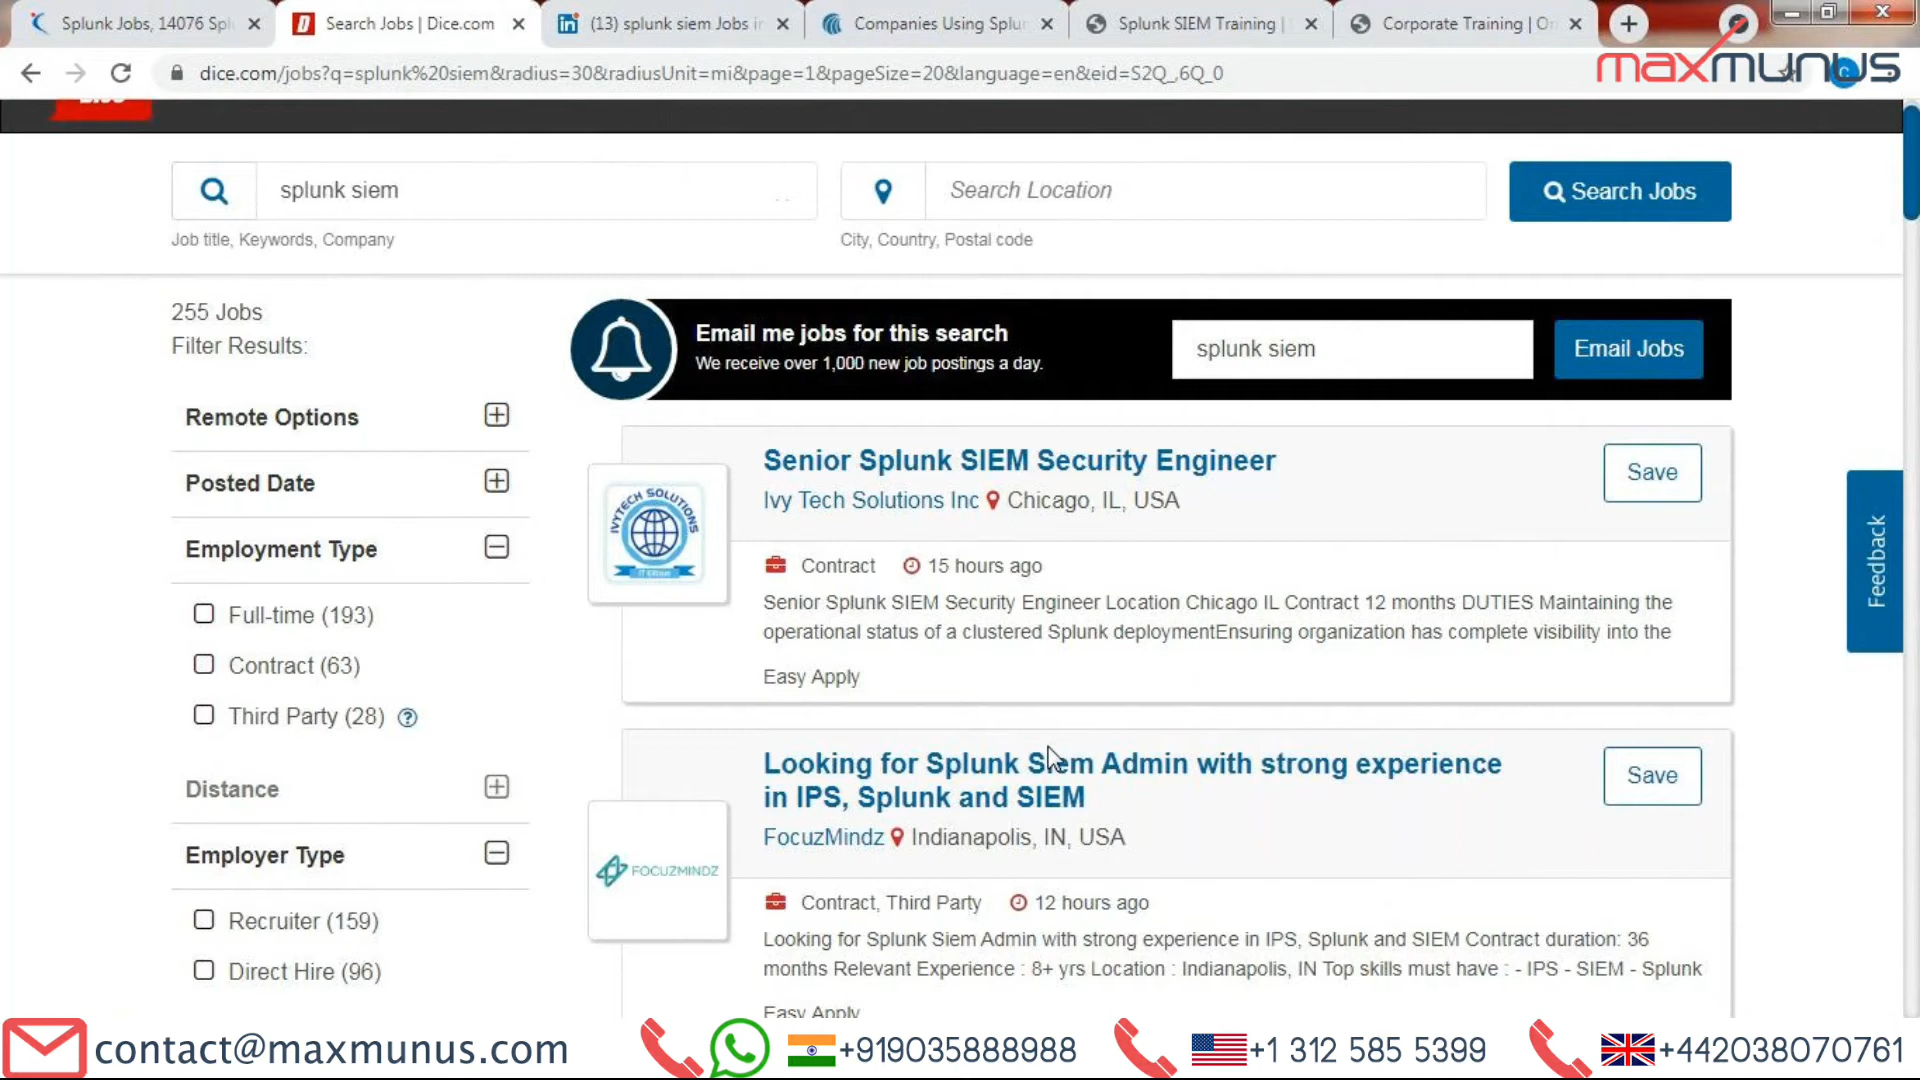 Splunk Jobs, 14076 Spl
Search Jobs | Dice.com
(13) splunk siem Jobs in
Companies Using Splu
Splunk SIEM Training |
Corporate Training | O
dice.com/jobs?q=splunk%20siem&radius=30&radiusUnit=mi&page=1&pageSize=20&language=en&eid=S2Q_,6Q_0
maxmunus
splunk siem
Search Location
Search Jobs
Job title, Keywords, Company
City, Country, Postal code
255 Jobs
Filter Results:
Email me jobs for this search
We receive over 1,000 new job postings a day.
splunk siem
Email Jobs
Remote Options
Posted Date
Employment Type
Full-time (193)
Contract (63)
Third Party (28)
Distance
Employer Type
Recruiter (159)
Direct Hire (96)
IVYTECH SOLUTIONS
Senior Splunk SIEM Security Engineer
Save
Ivy Tech Solutions Inc Chicago, IL, USA
Contract 15 hours ago
Senior Splunk SIEM Security Engineer Location Chicago IL Contract 12 months DUTIES Maintaining the
operational status of a clustered Splunk deploymentEnsuring organization has complete visibility into the
Easy Apply
FOCUZMINDZ
Looking for Splunk Siem Admin with strong experience
in IPS, Splunk and SIEM
Save
FocuzMindz Indianapolis, IN, USA
Contract, Third Party 12 hours ago
Looking for Splunk Siem Admin with strong experience in IPS, Splunk and SIEM Contract duration: 36
months Relevant Experience : 8+ yrs Location : Indianapolis, IN Top skills must have : - IPS - SIEM - Splunk
Easy Apply
Feedback
contact@maxmunus.com
+919035888988
+1 312 585 5399
+442038070761